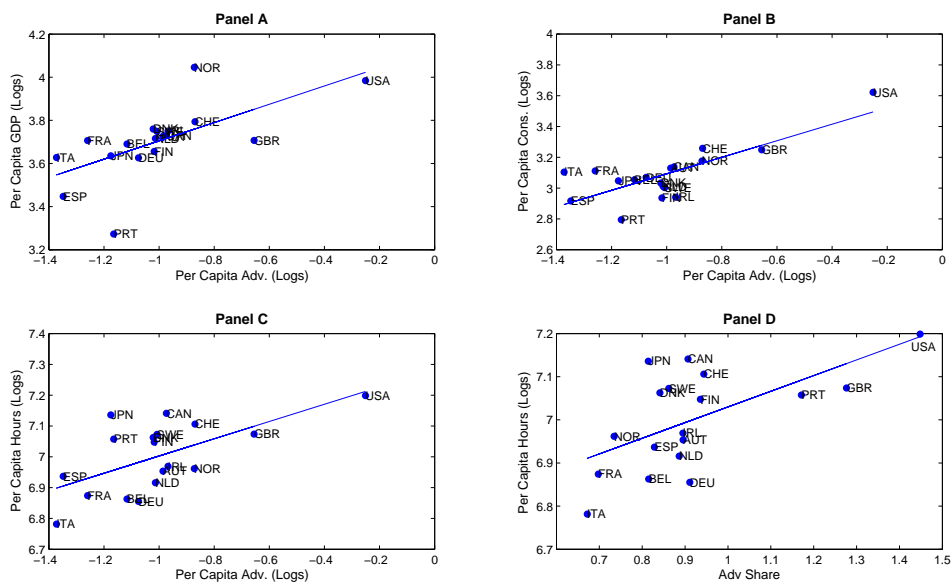 Panel A
Per Capita GDP (Logs)
4.2
4
3.8
3.6
3.4
3.2
NOR
USA
CHE
GBR
FRA
BEL
FIN
ITA
JPN
DEU
ESP
PRT
−1.4 −1.2 −1 −0.8 −0.6 −0.4 −0.2 0
Per Capita Adv. (Logs)
Panel B
Per Capita Cons. (Logs)
4
3.8
3.4
3.2
3
2.8
2.6
USA
CHE
GBR
NOR
ITA
FRA
JPN
ESP
PRT
−1.4 −1.2 −1 −0.8 −0.6 −0.4 −0.2 0
Per Capita Adv. (Logs)
Panel C
Per Capita Hours (Logs)
7.4
7.3
7.2
7.1
7
6.9
6.8
6.7
USA
JPN
CAN
CHE
PRT
SWE
GBR
FIN
IRL
AUT
NOR
ESP
NLD
FRA
BEL
DEU
ITA
−1.4 −1.2 −1 −0.8 −0.6 −0.4 −0.2 0
Per Capita Adv. (Logs)
Panel D
Per Capita Hours (Logs)
7.2
7.1
7
6.9
6.8
6.7
USA
JPN
CAN
CHE
SWE
DNK
GBR
PRT
FIN
NOR
IRL
AUT
ESP
NLD
FRA
BEL
DEU
ITA
0.7 0.8 0.9 1 1.1 1.2 1.3 1.4 1.5
Adv Share